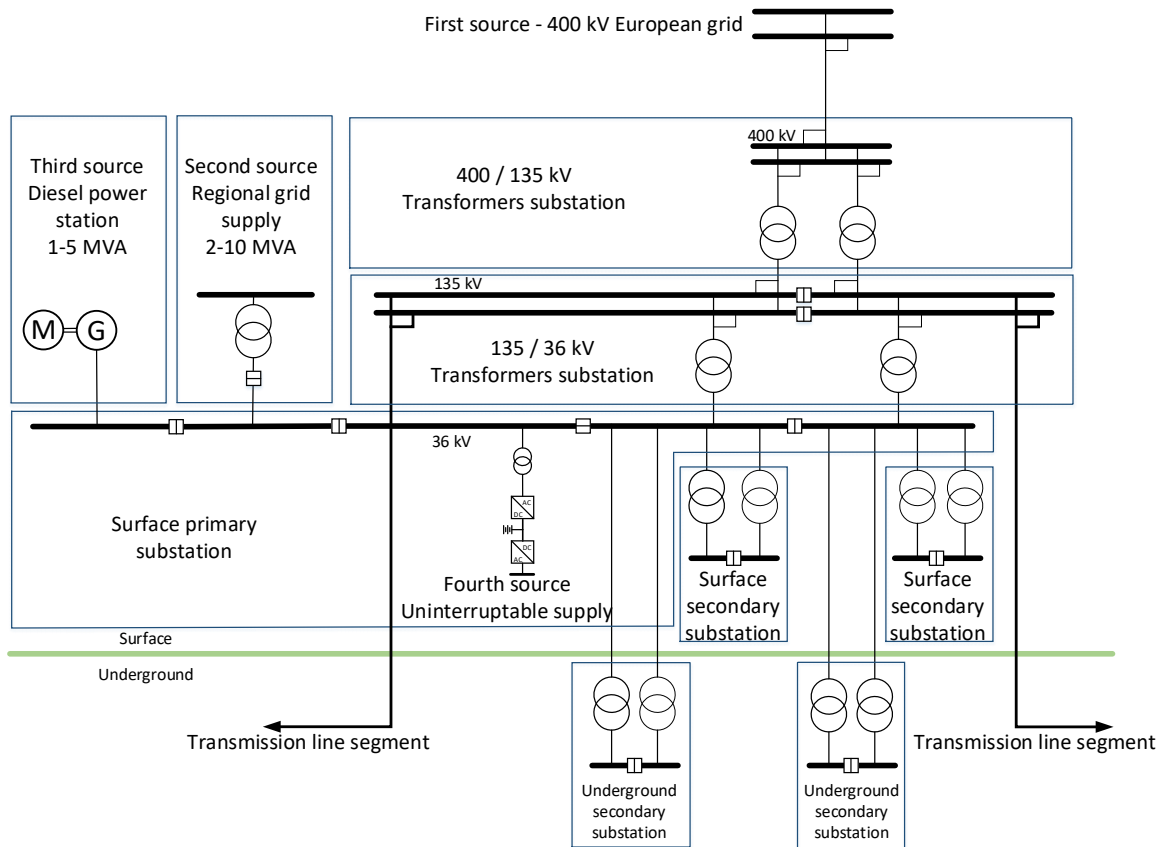 First source - 400 kV European grid
400 kV
Third source
Diesel power
station
1-5 MVA
Second source
Regional grid
supply
2-10 MVA
400 / 135 kV
Transformers substation
135 kV
M
G
135 / 36 kV
Transformers substation
36 kV
AC
DC
DC
AC
Surface primary
substation
Fourth source
Uninterruptable supply
Surface
secondary
substation
Surface
secondary
substation
Surface
Underground
Transmission line segment
Transmission line segment
Underground
secondary
substation
Underground
secondary
substation